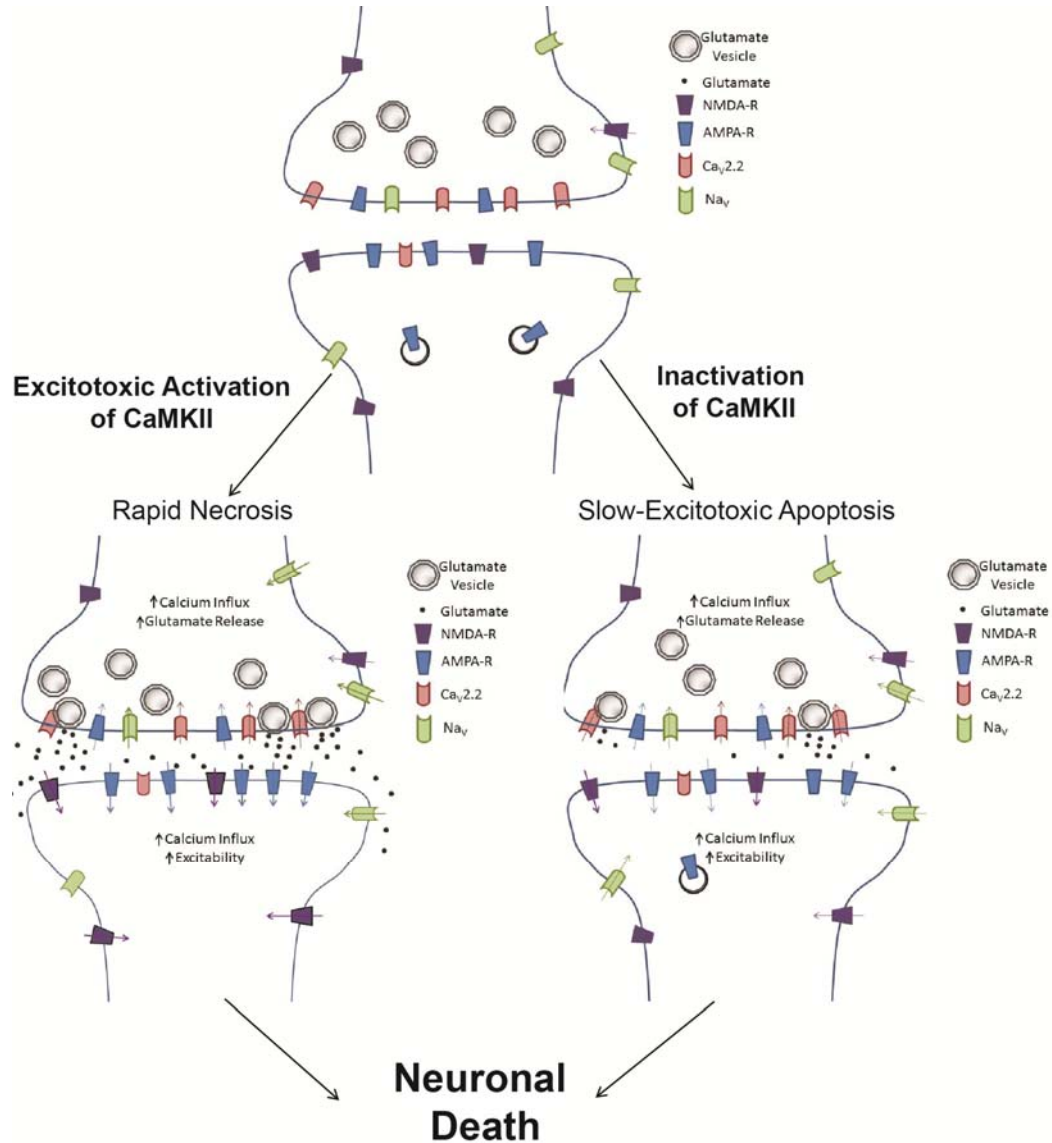 Glutamate
Vesicle
Glutamate
NMDA-R
AMPA-R
Cav2.2
Nav
Excitotoxic Activation
of CaMKII
Inactivation
of CaMKII
Rapid Necrosis
Slow-Excitotoxic Apoptosis
↑Calcium Influx
↑Glutamate Release
Glutamate
Vesicle
Glutamate
NMDA-R
AMPA-R
Cav2.2
Nav
↑Calcium Influx
↑Excitability
↑Calcium Influx
↑Glutamate Release
Glutamate
Vesicle
Glutamate
NMDA-R
AMPA-R
Cav2.2
Nav
↑Calcium Influx
↑Excitability
Neuronal
Death